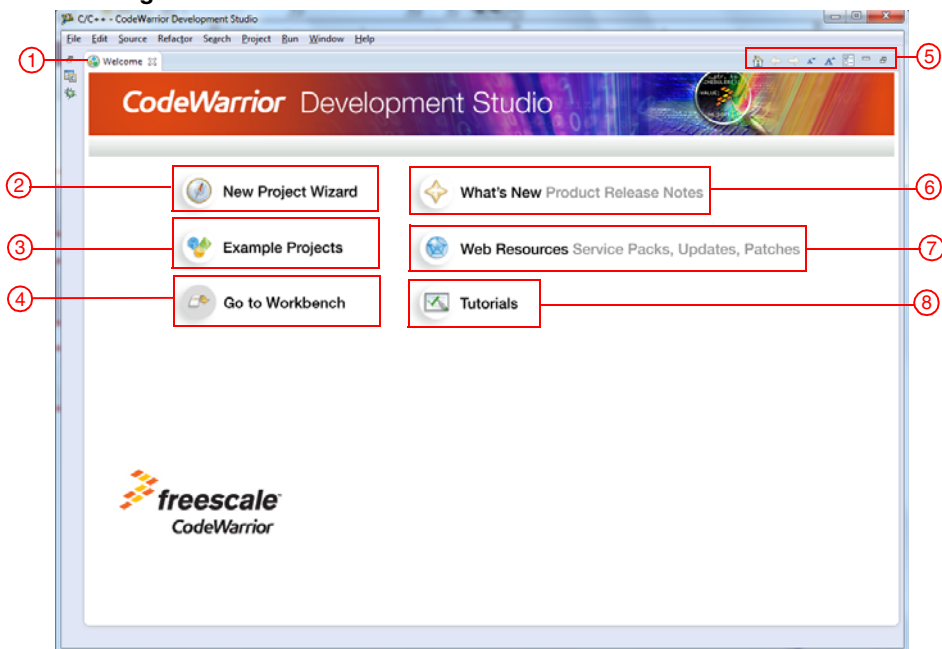 C/C++ - CodeWarrior Development Studio
File Edit Source Refactor Search Project Run Window Help
1
Welcome
5
CodeWarrior Development Studio
2
New Project Wizard
What's New Product Release Notes
6
3
Example Projects
Web Resources Service Packs, Updates, Patches
7
4
Go to Workbench
Tutorials
8
freescale
CodeWarrior